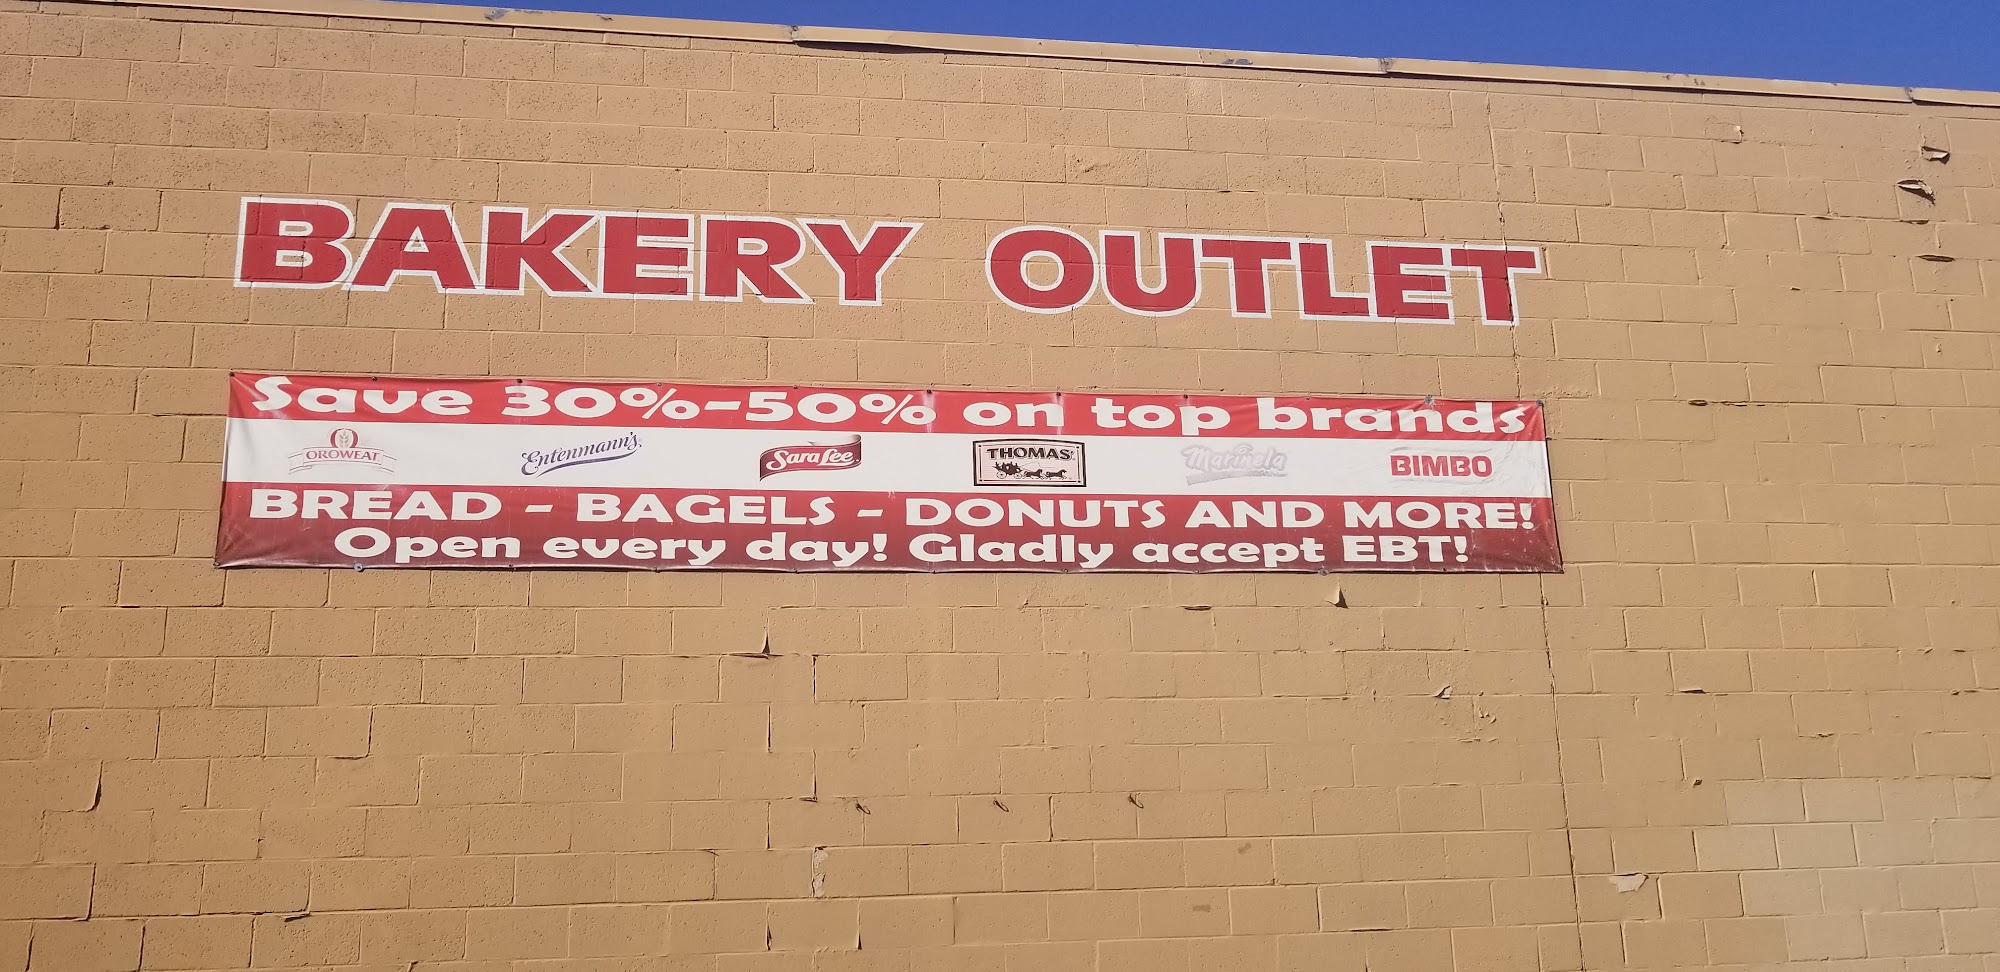 BAKERY OUTLET
Save 30%-50% on top brands
OROWEAT Entenmann's Sara Lee THOMAS' Marinela BIMBO
BREAD - BAGELS - DONUTS AND MORE!
Open every day! Gladly accept EBT!